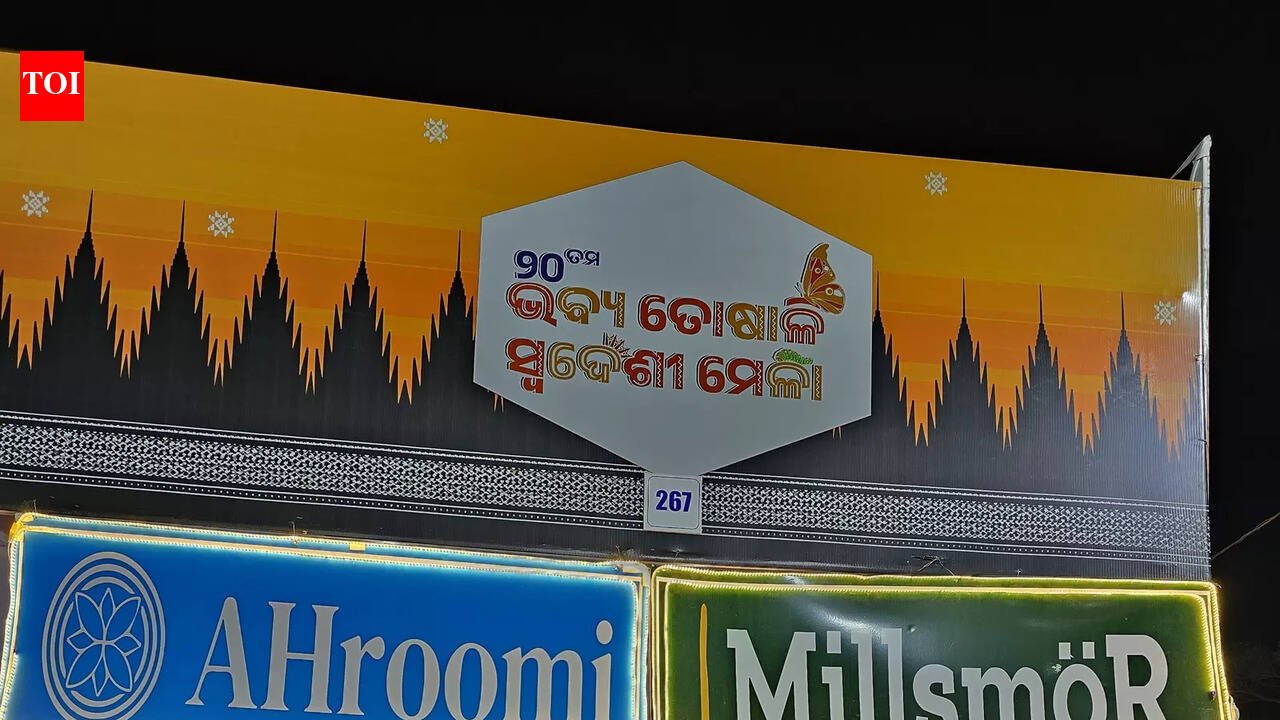 TOI
୨୦ତମ
ଭବ୍ୟ ତୋଷାଳି
ସ୍ୱଦେଶୀ ମେଳା
267
AHroomi
MillsmöR